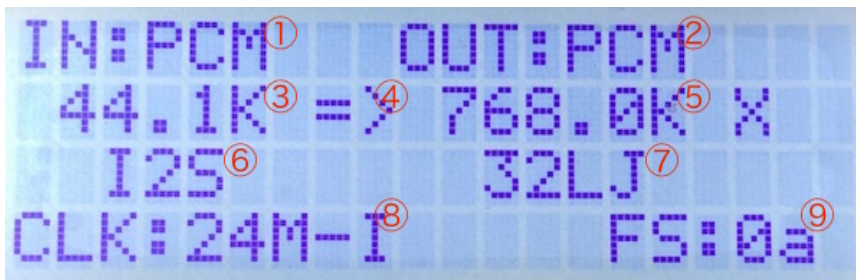 IN:PCM① OUT:PCM②
44.1K③ =>④ 768.0K⑤ X
I2S⑥ 32LJ⑦
CLK:24M-I⑧ FS:0a⑨